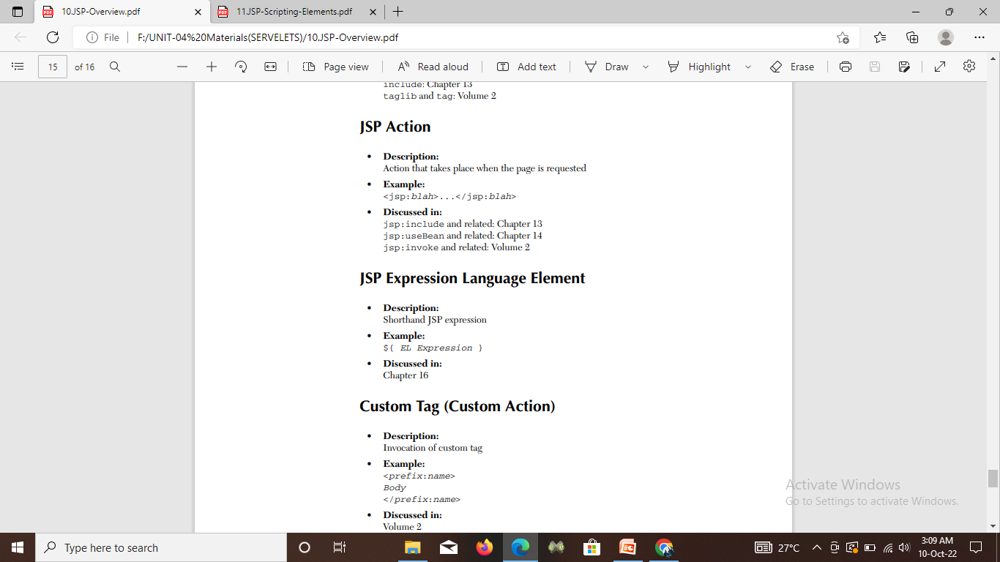 10.JSP-Overview.pdf
11.JSP-Scripting-Elements.pdf
File F:/UNIT-04%20Materials(SERVELETS)/10.JSP-Overview.pdf
15 of 16 Page view Read aloud Add text Draw Highlight Erase
include: Chapter 13
taglib and tag: Volume 2
JSP Action
• Description:
Action that takes place when the page is requested
• Example:
<jsp:blah>...</jsp:blah>
• Discussed in:
jsp:include and related: Chapter 13
jsp:useBean and related: Chapter 14
jsp:invoke and related: Volume 2
JSP Expression Language Element
• Description:
Shorthand JSP expression
• Example:
${ EL Expression }
• Discussed in:
Chapter 16
Custom Tag (Custom Action)
• Description:
Invocation of custom tag
• Example:
<prefix:name>
Body
</prefix:name>
• Discussed in:
Volume 2
Activate Windows
Go to Settings to activate Windows.
Type here to search
27°C
3:09 AM
10-Oct-22